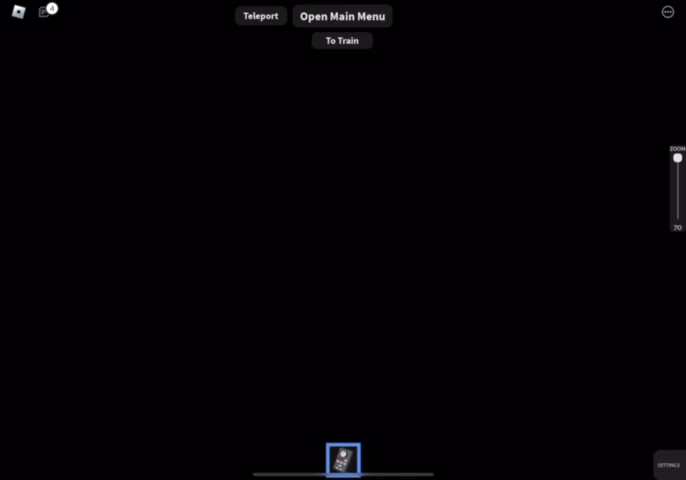 4
Teleport
Open Main Menu
To Train
ZOOM
70
SETTINGS